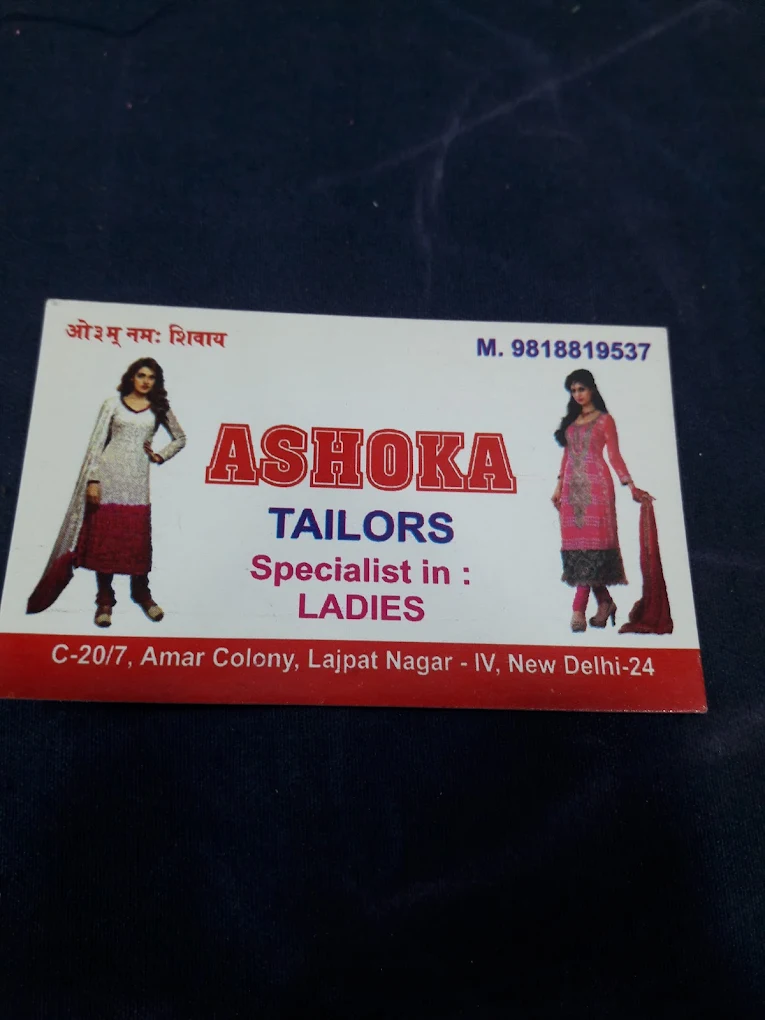 ओ३म् नमः शिवाय
M. 9818819537
ASHOKA
TAILORS
Specialist in :
LADIES
C-20/7, Amar Colony, Lajpat Nagar - IV, New Delhi-24